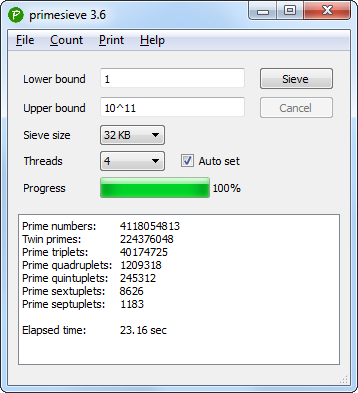 primesieve 3.6
File Count Print Help
Lower bound 1 Sieve
Upper bound 10^11 Cancel
Sieve size 32 KB
Threads 4 Auto set
Progress 100%
Prime numbers: 4118054813
Twin primes: 224376048
Prime triplets: 40174725
Prime quadruplets: 1209318
Prime quintuplets: 245312
Prime sextuplets: 8626
Prime septuplets: 1183
Elapsed time: 23.16 sec